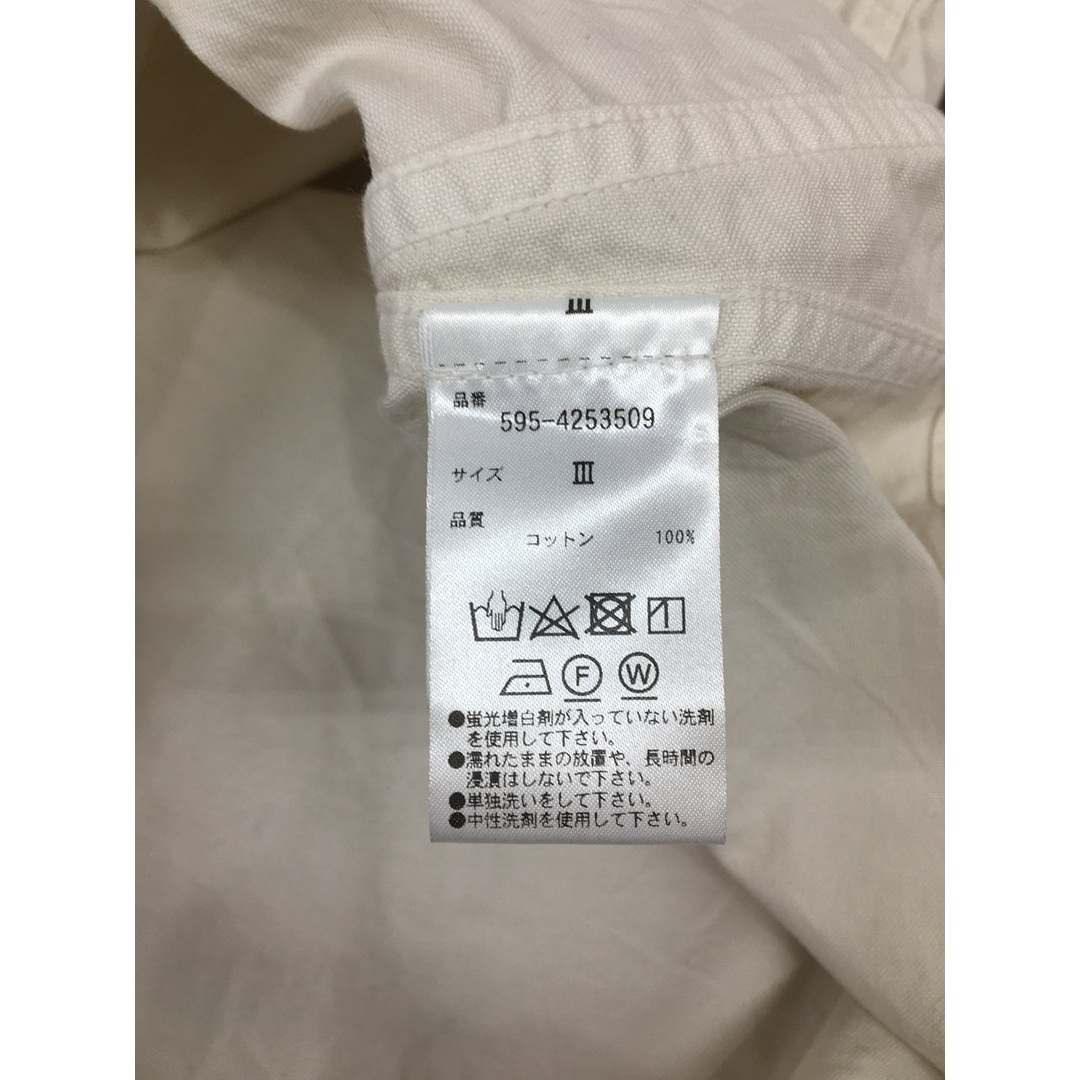 III
品番
595-4253509
サイズ III
品質
コットン 100%
F W
●蛍光増白剤が入っていない洗剤
を使用して下さい。
●濡れたままの放置や、長時間の
浸漬はしないで下さい。
●単独洗いをして下さい。
●中性洗剤を使用して下さい。